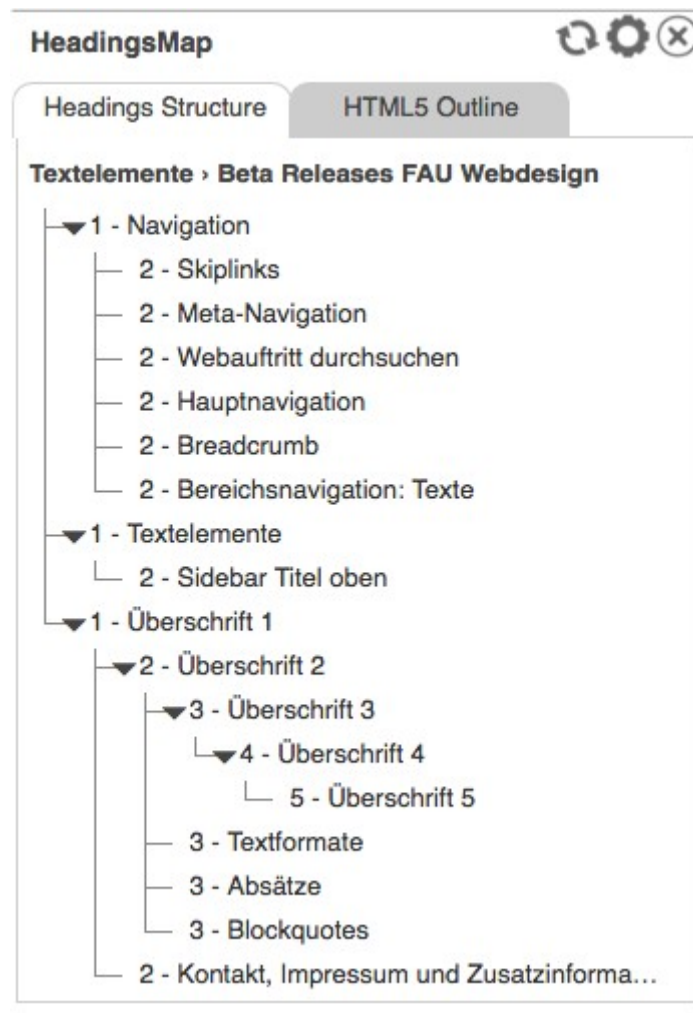 HeadingsMap
Headings Structure
HTML5 Outline
Textelemente › Beta Releases FAU Webdesign
1 - Navigation
2 - Skiplinks
2 - Meta-Navigation
2 - Webauftritt durchsuchen
2 - Hauptnavigation
2 - Breadcrumb
2 - Bereichsnavigation: Texte
1 - Textelemente
2 - Sidebar Titel oben
1 - Überschrift 1
2 - Überschrift 2
3 - Überschrift 3
4 - Überschrift 4
5 - Überschrift 5
3 - Textformate
3 - Absätze
3 - Blockquotes
2 - Kontakt, Impressum und Zusatzinforma…